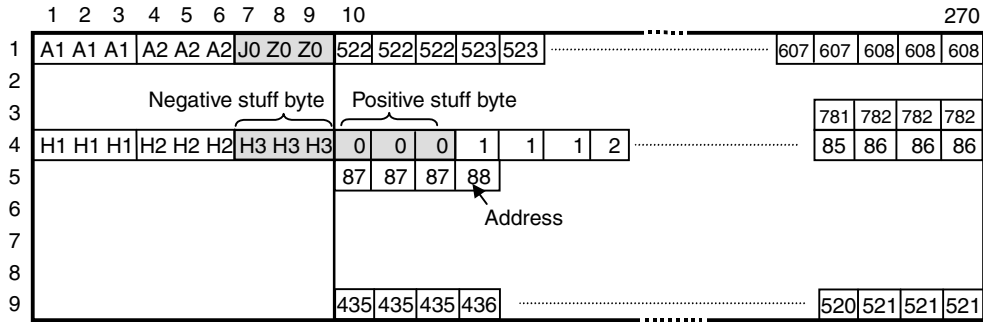 1 2 3 4 5 6 7 8 9 10 270
1 A1 A1 A1 A2 A2 A2 J0 Z0 Z0 522 522 522 523 523 607 607 608 608 608
2
Negative stuff byte Positive stuff byte
3 781 782 782 782
4 H1 H1 H1 H2 H2 H2 H3 H3 H3 0 0 0 1 1 1 2 85 86 86 86
5 87 87 87 88
6 Address
7
8
9 435 435 435 436 520 521 521 521